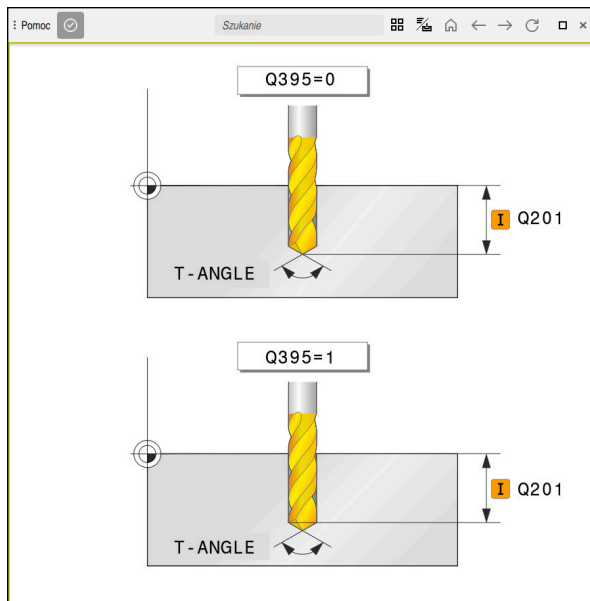 Pomoc
Szukanie
Q395=0
I Q201
T-ANGLE
Q395=1
I Q201
T-ANGLE